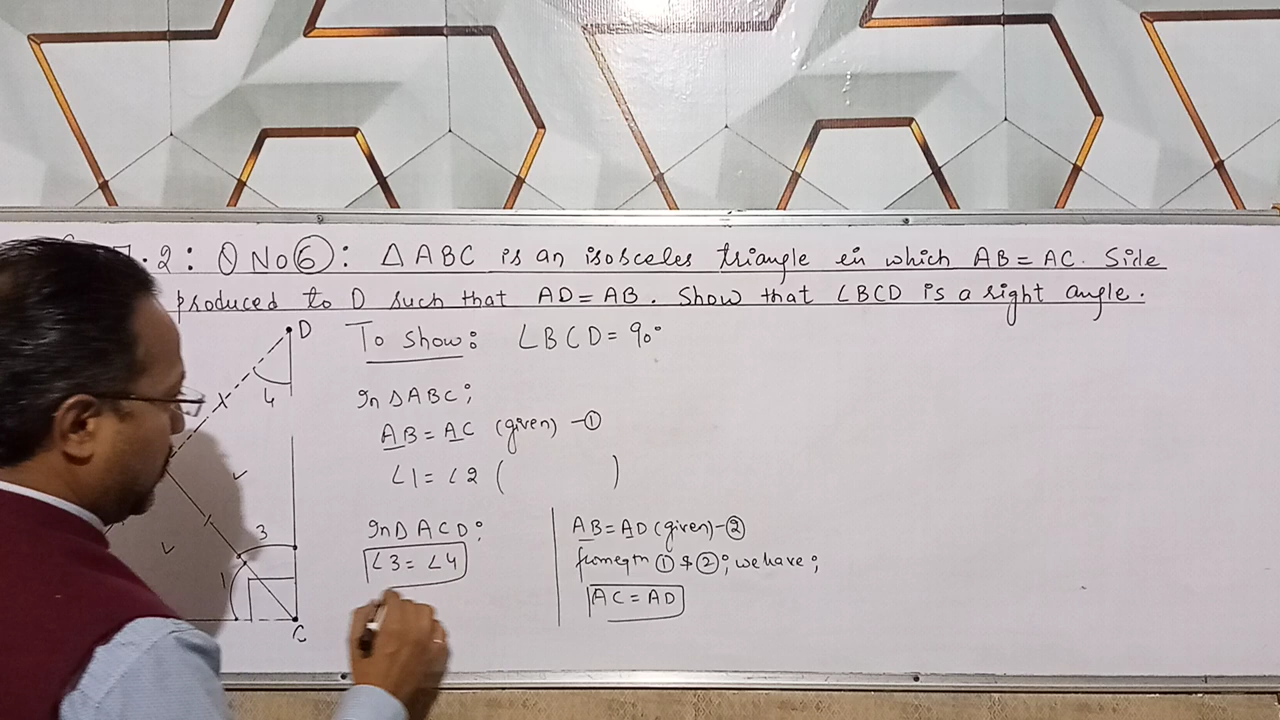 7.2: Q No 6: △ ABC is an isosceles triangle in which AB = AC. Side
produced to D such that AD = AB. Show that ∠BCD is a right angle.
D
To show: ∠BCD = 90°
4
In △ABC;
AB = AC (given) - ①
∠1 = ∠2 ( )
3
In △ ACD:
∠3 = ∠4
AB = AD (given) - ②
from eqn ① & ②; we have;
AC = AD
1
C